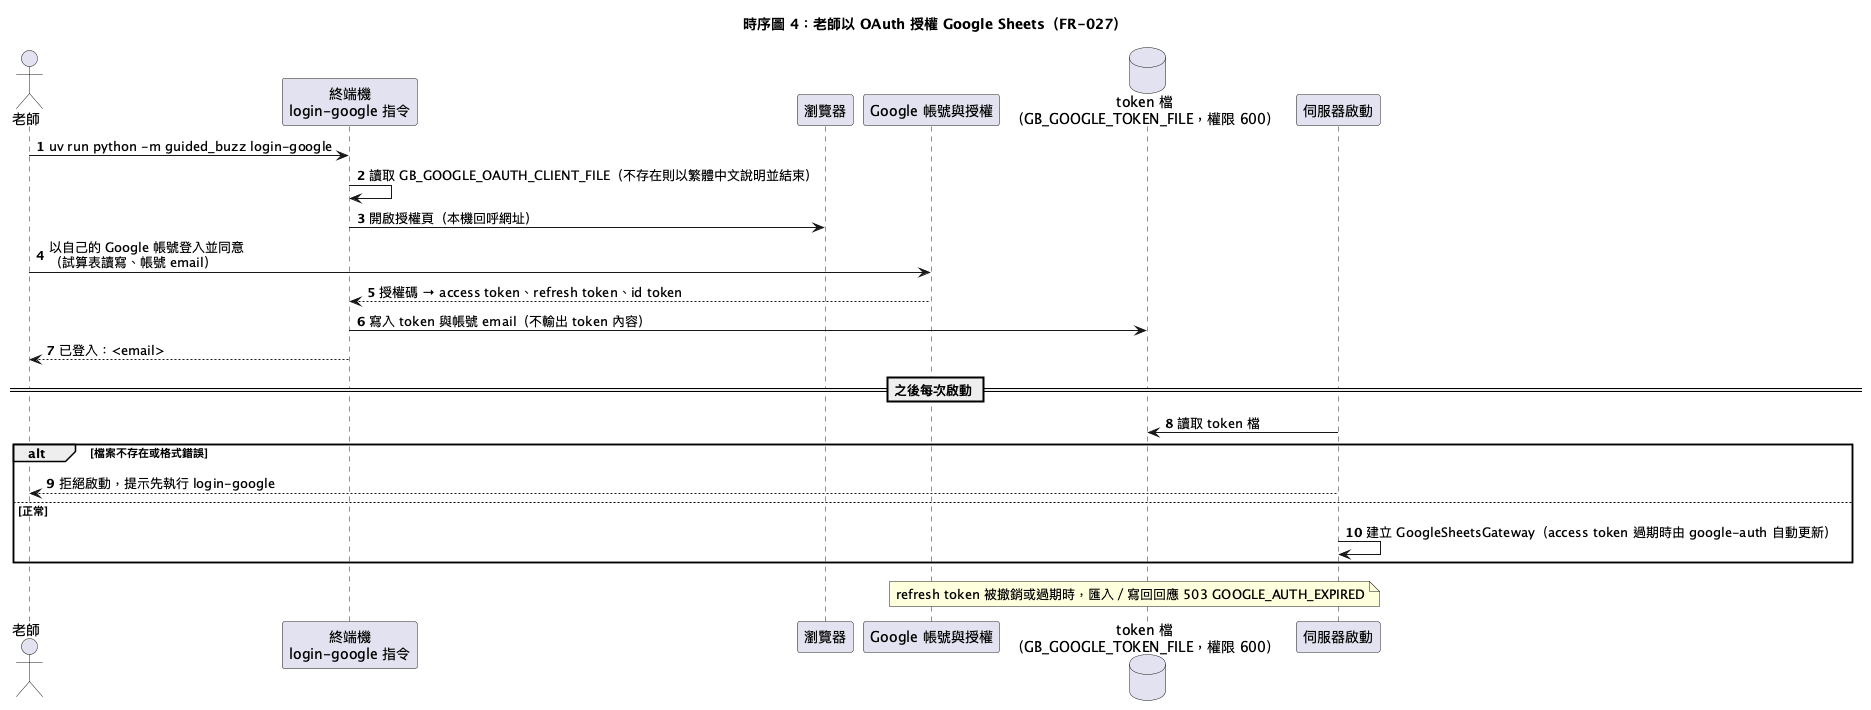 時序圖 4：老師以 OAuth 授權 Google Sheets（FR-027）
老師
終端機
login-google 指令
瀏覽器
Google 帳號與授權
token 檔
（GB_GOOGLE_TOKEN_FILE，權限 600）
伺服器啟動
1 uv run python -m guided_buzz login-google
2 讀取 GB_GOOGLE_OAUTH_CLIENT_FILE（不存在則以繁體中文說明並結束）
3 開啟授權頁（本機回呼網址）
4 以自己的 Google 帳號登入並同意
（試算表讀寫、帳號 email）
5 授權碼 → access token、refresh token、id token
6 寫入 token 與帳號 email（不輸出 token 內容）
7 已登入：<email>
之後每次啟動
8 讀取 token 檔
alt [檔案不存在或格式錯誤]
9 拒絕啟動，提示先執行 login-google
[正常]
10 建立 GoogleSheetsGateway（access token 過期時由 google-auth 自動更新）
refresh token 被撤銷或過期時，匯入 / 寫回回應 503 GOOGLE_AUTH_EXPIRED
老師
終端機
login-google 指令
瀏覽器
Google 帳號與授權
token 檔
（GB_GOOGLE_TOKEN_FILE，權限 600）
伺服器啟動